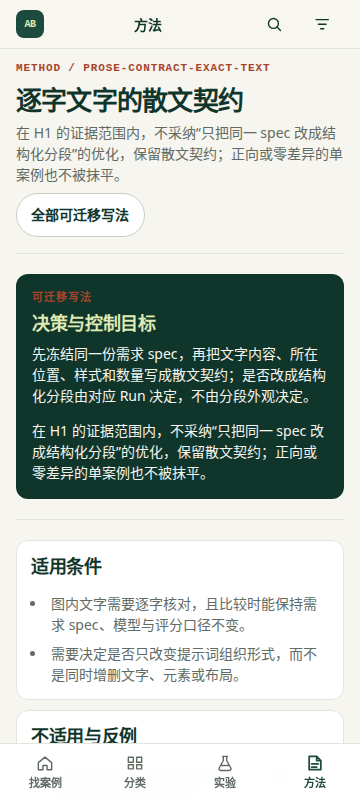 AB
方法
METHOD / PROSE-CONTRACT-EXACT-TEXT
逐字文字的散文契约
在 H1 的证据范围内，不采纳“只把同一 spec 改成结
构化分段”的优化，保留散文契约；正向或零差异的单
案例也不被抹平。
全部可迁移写法
可迁移写法
决策与控制目标
先冻结同一份需求 spec，再把文字内容、所在
位置、样式和数量写成散文契约；是否改成结构
化分段由对应 Run 决定，不由分段外观决定。
在 H1 的证据范围内，不采纳“只把同一 spec 改
成结构化分段”的优化，保留散文契约；正向或
零差异的单案例也不被抹平。
适用条件
图内文字需要逐字核对，且比较时能保持需
求 spec、模型与评分口径不变。
需要决定是否只改变提示词组织形式，而不
是同时增删文字、元素或布局。
不适用与反例
找案例
分类
实验
方法